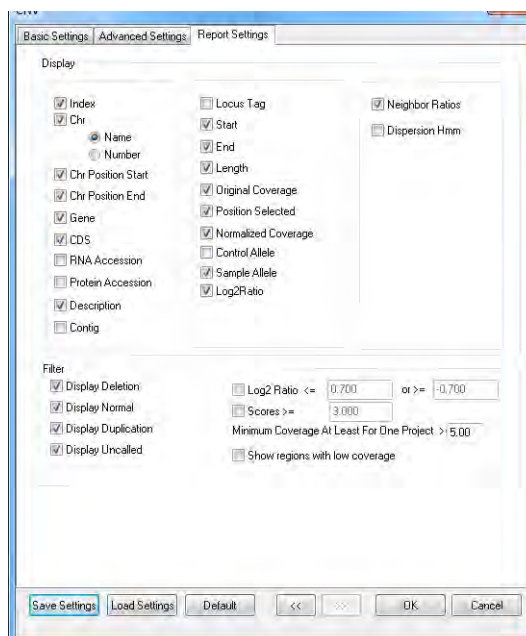 CNV
Basic Settings Advanced Settings Report Settings
Display
Index
Chr
Name
Number
Chr Position Start
Chr Position End
Gene
CDS
RNA Accession
Protein Accession
Description
Contig
Locus Tag
Start
End
Length
Original Coverage
Position Selected
Normalized Coverage
Control Allele
Sample Allele
Log2Ratio
Neighbor Ratios
Dispersion Hmm
Filter
Display Deletion
Display Normal
Display Duplication
Display Uncalled
Log2 Ratio <= 0.700 or >= -0.700
Scores >= 3.000
Minimum Coverage At Least For One Project > 5.00
Show regions with low coverage
Save Settings Load Settings Default << >> OK Cancel